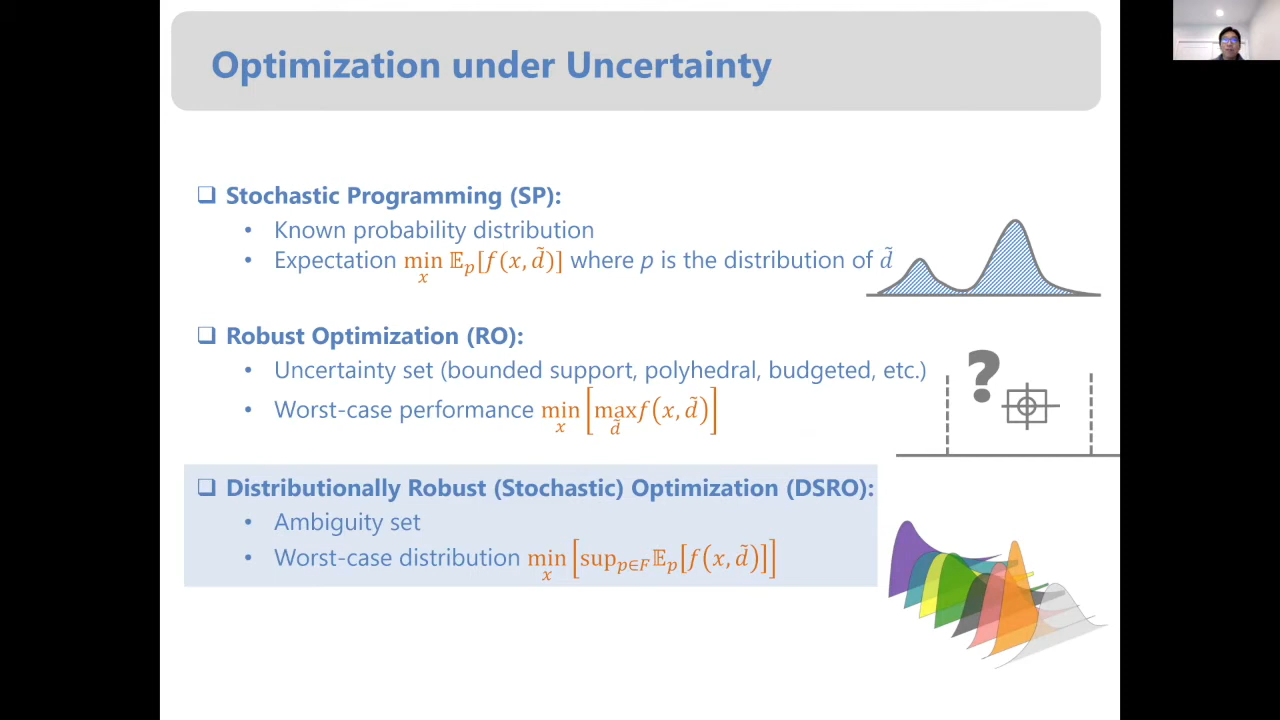 Optimization under Uncertainty
❑ Stochastic Programming (SP):
• Known probability distribution
• Expectation min_x 𝔼_p[f(x, d̃)] where p is the distribution of d̃
❑ Robust Optimization (RO):
• Uncertainty set (bounded support, polyhedral, budgeted, etc.)
• Worst-case performance min_x [max_d̃ f(x, d̃)]
?
❑ Distributionally Robust (Stochastic) Optimization (DSRO):
• Ambiguity set
• Worst-case distribution min_x [sup_{p∈F} 𝔼_p[f(x, d̃)]]